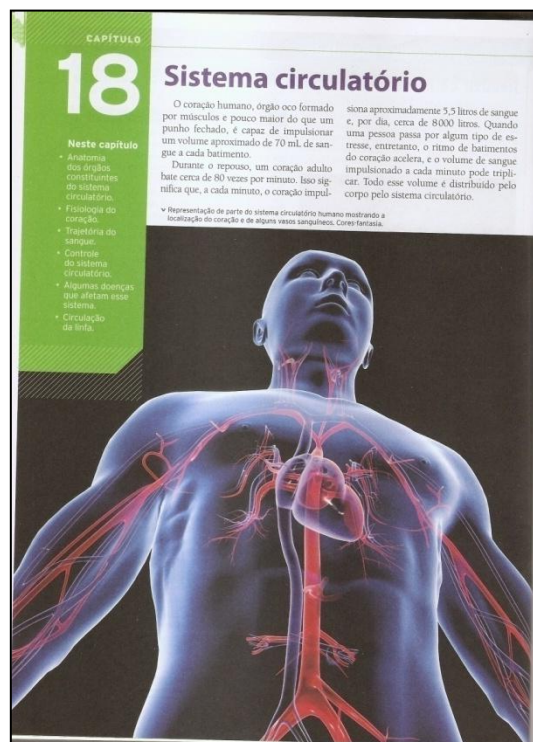 CAPÍTULO
18
Neste capítulo
• Anatomia
dos órgãos
constituintes
do sistema
circulatório.
• Fisiologia do
coração.
• Trajetória do
sangue.
• Controle
do sistema
circulatório.
• Algumas doenças
que afetam esse
sistema.
• Circulação
da linfa.
Sistema circulatório
O coração humano, órgão oco formado
por músculos e pouco maior do que um
punho fechado, é capaz de impulsionar
um volume aproximado de 70 mL de san-
gue a cada batimento.
Durante o repouso, um coração adulto
bate cerca de 80 vezes por minuto. Isso sig-
nifica que, a cada minuto, o coração impul-
siona aproximadamente 5,5 litros de sangue
e, por dia, cerca de 8 000 litros. Quando
uma pessoa passa por algum tipo de es-
tresse, entretanto, o ritmo de batimentos
do coração acelera, e o volume de sangue
impulsionado a cada minuto pode tripli-
car. Todo esse volume é distribuído pelo
corpo pelo sistema circulatório.
Representação de parte do sistema circulatório humano mostrando a
localização do coração e de alguns vasos sanguíneos. Cores-fantasia.